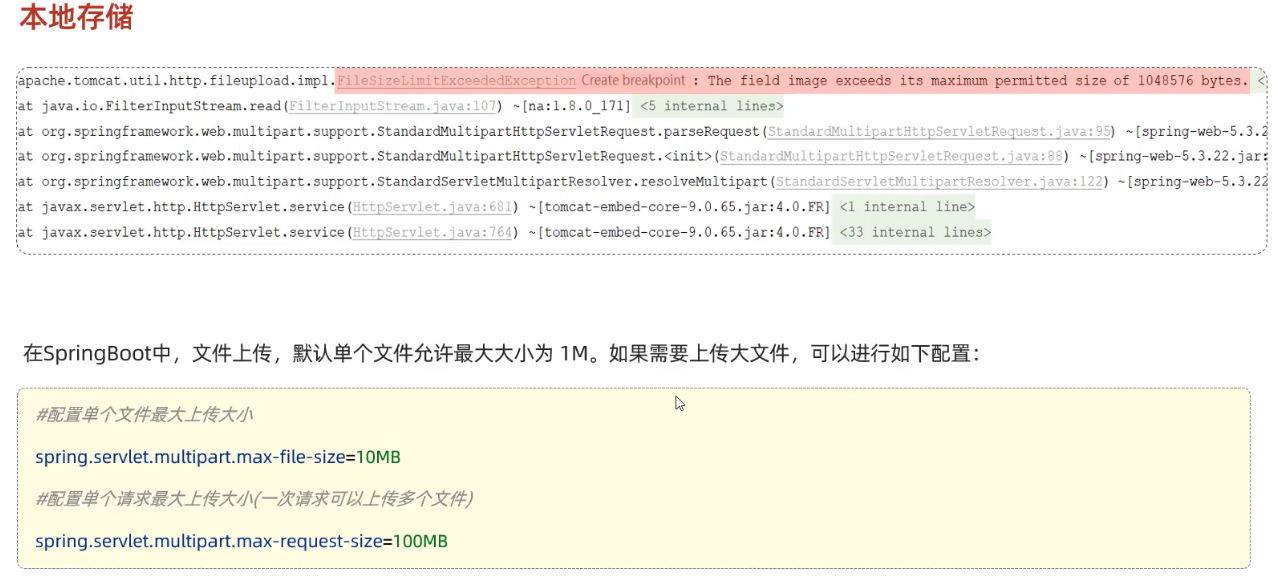 本地存储
apache.tomcat.util.http.fileupload.impl.FileSizeLimitExceededException Create breakpoint : The field image exceeds its maximum permitted size of 1048576 bytes. <
at java.io.FilterInputStream.read(FilterInputStream.java:107) ~[na:1.8.0_171] <5 internal lines>
at org.springframework.web.multipart.support.StandardMultipartHttpServletRequest.parseRequest(StandardMultipartHttpServletRequest.java:95) ~[spring-web-5.3.2
at org.springframework.web.multipart.support.StandardMultipartHttpServletRequest.<init>(StandardMultipartHttpServletRequest.java:88) ~[spring-web-5.3.22.jar:
at org.springframework.web.multipart.support.StandardServletMultipartResolver.resolveMultipart(StandardServletMultipartResolver.java:122) ~[spring-web-5.3.22
at javax.servlet.http.HttpServlet.service(HttpServlet.java:681) ~[tomcat-embed-core-9.0.65.jar:4.0.FR] <1 internal line>
at javax.servlet.http.HttpServlet.service(HttpServlet.java:764) ~[tomcat-embed-core-9.0.65.jar:4.0.FR] <33 internal lines>
在SpringBoot中，文件上传，默认单个文件允许最大大小为 1M。如果需要上传大文件，可以进行如下配置：
#配置单个文件最大上传大小
spring.servlet.multipart.max-file-size=10MB
#配置单个请求最大上传大小(一次请求可以上传多个文件)
spring.servlet.multipart.max-request-size=100MB